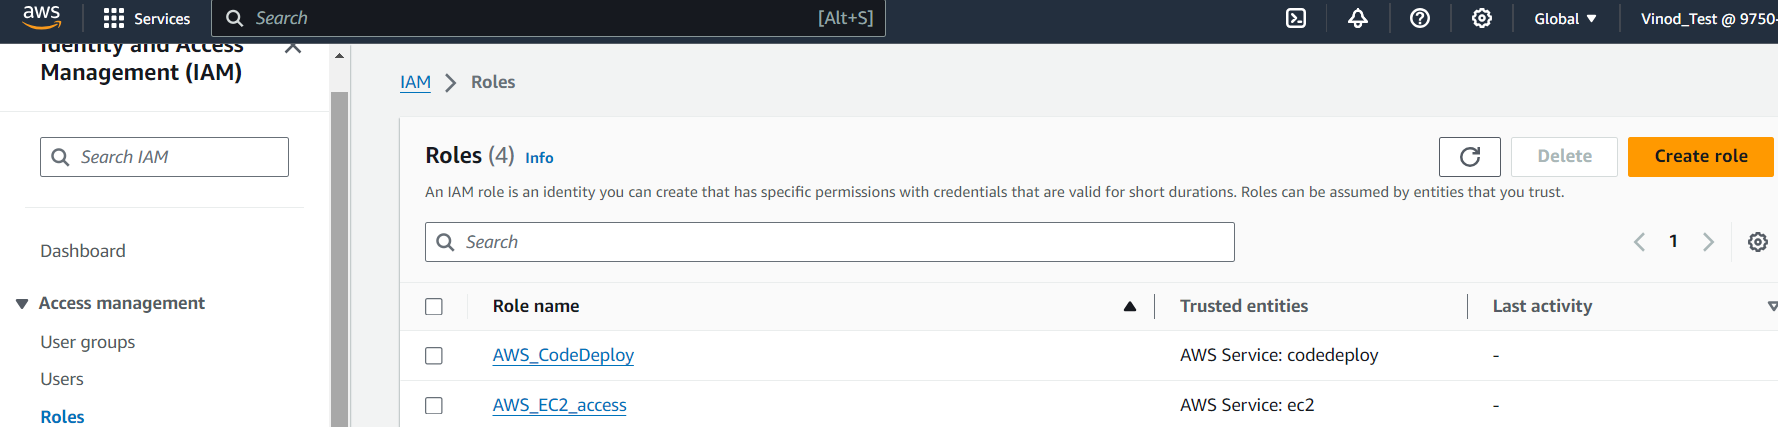 aws Services Search [Alt+S] Global Vinod_Test @ 9750-
Identity and Access
Management (IAM)
Search IAM
Dashboard
Access management
User groups
Users
Roles
IAM Roles
Roles (4) Info Delete Create role
An IAM role is an identity you can create that has specific permissions with credentials that are valid for short durations. Roles can be assumed by entities that you trust.
Search 1
Role name Trusted entities Last activity
AWS_CodeDeploy AWS Service: codedeploy -
AWS_EC2_access AWS Service: ec2 -